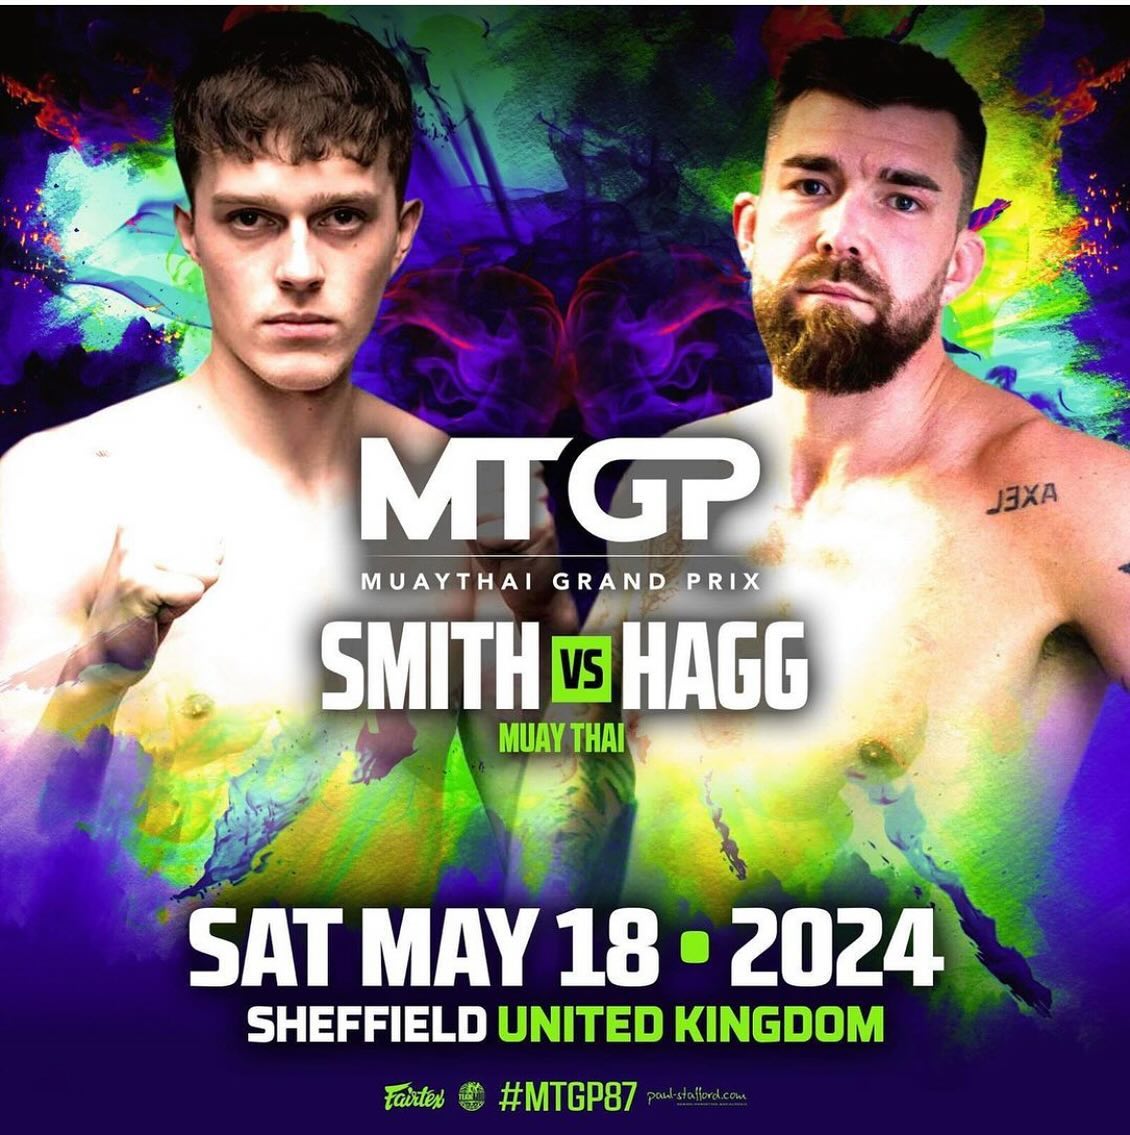 AXEL
MTGP
MUAYTHAI GRAND PRIX
SMITH VS HAGG
MUAY THAI
SAT MAY 18 • 2024
SHEFFIELD UNITED KINGDOM
Fairtex #MTGP87 paul-stafford.com